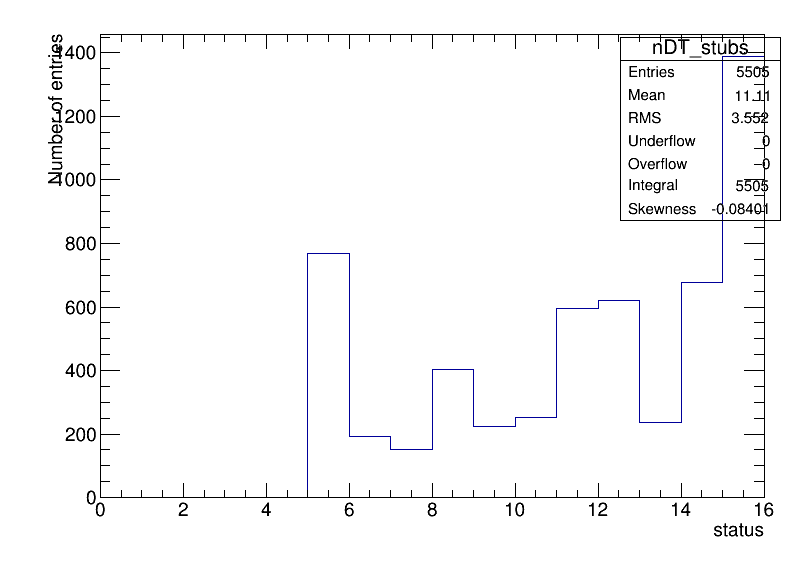 nDT_stubs
Entries 5505
Mean 11.11
RMS 3.552
Underflow 0
Overflow 0
Integral 5505
Skewness -0.08401
Number of entries
1400
1200
1000
800
600
400
200
0
0 2 4 6 8 10 12 14 16
status